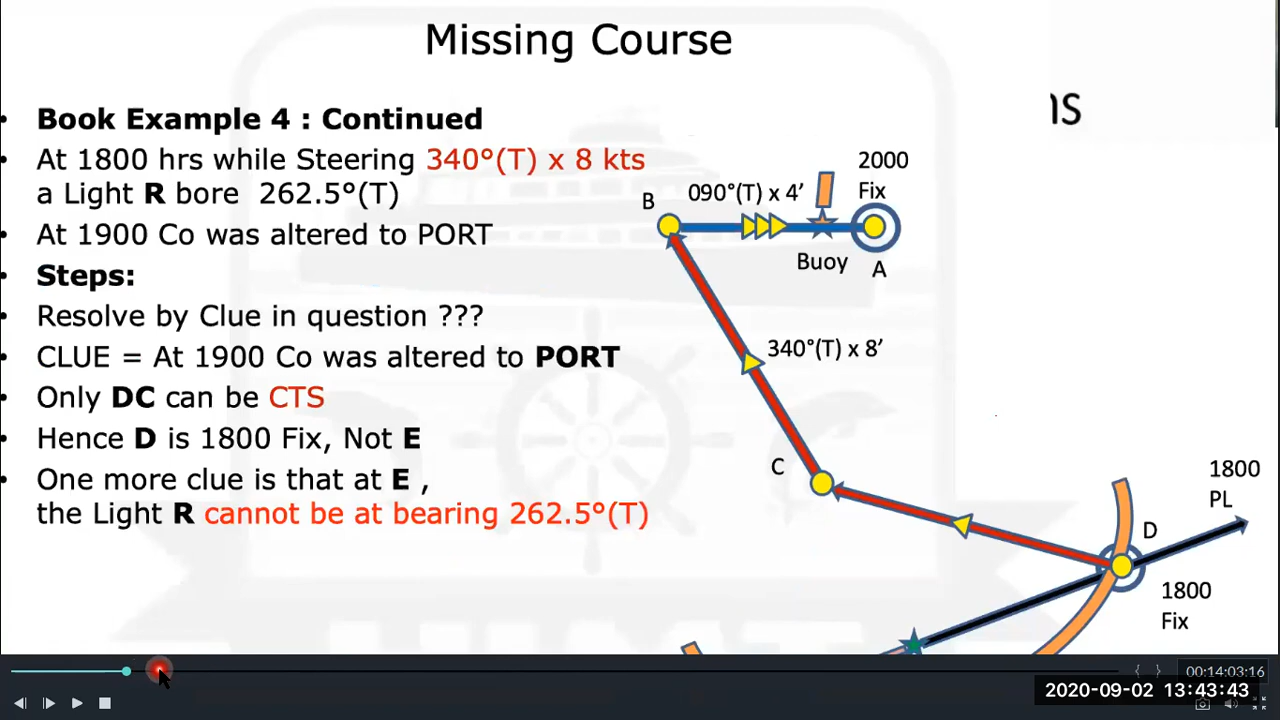 Missing Course
Book Example 4 : Continued
At 1800 hrs while Steering 340°(T) x 8 kts
a Light R bore 262.5°(T)
At 1900 Co was altered to PORT
Steps:
Resolve by Clue in question ???
CLUE = At 1900 Co was altered to PORT
Only DC can be CTS
Hence D is 1800 Fix, Not E
One more clue is that at E ,
the Light R cannot be at bearing 262.5°(T)
2000
Fix
B
090°(T) x 4’
Buoy
A
340°(T) x 8’
C
1800
PL
D
1800
Fix
00:14:03:16
2020-09-02 13:43:43